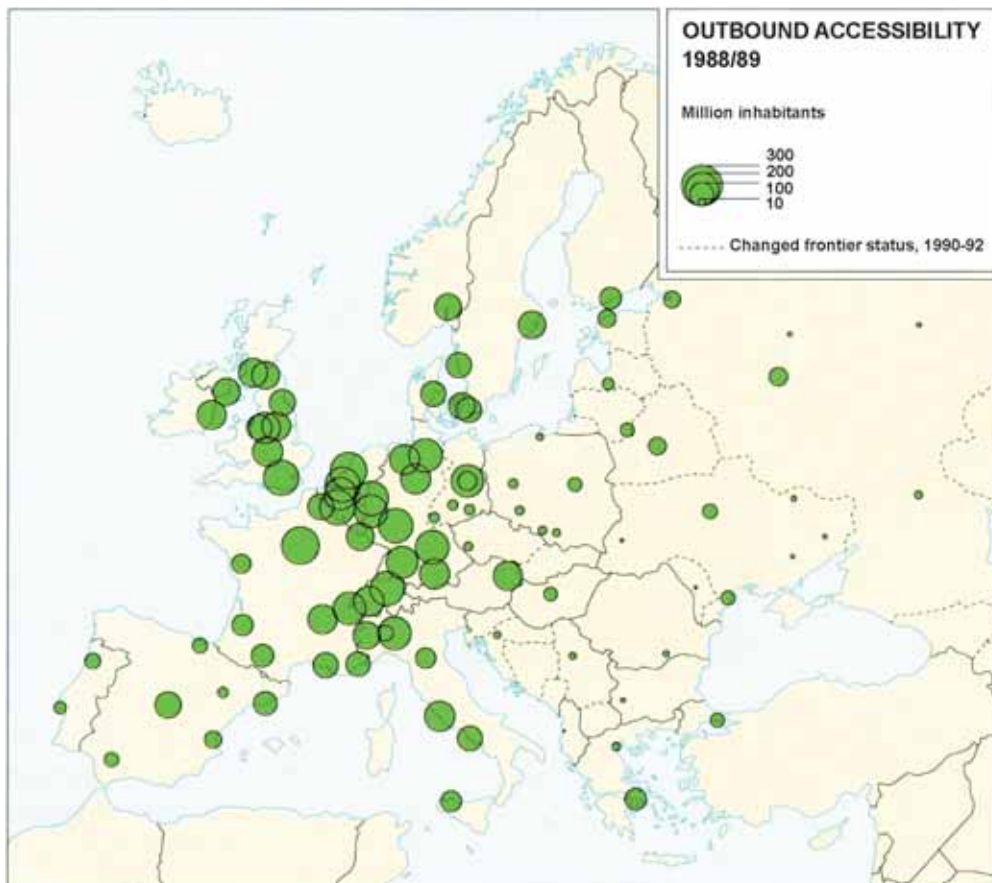 OUTBOUND ACCESSIBILITY
1988/89
Million inhabitants
300
200
100
10
Changed frontier status, 1990-92